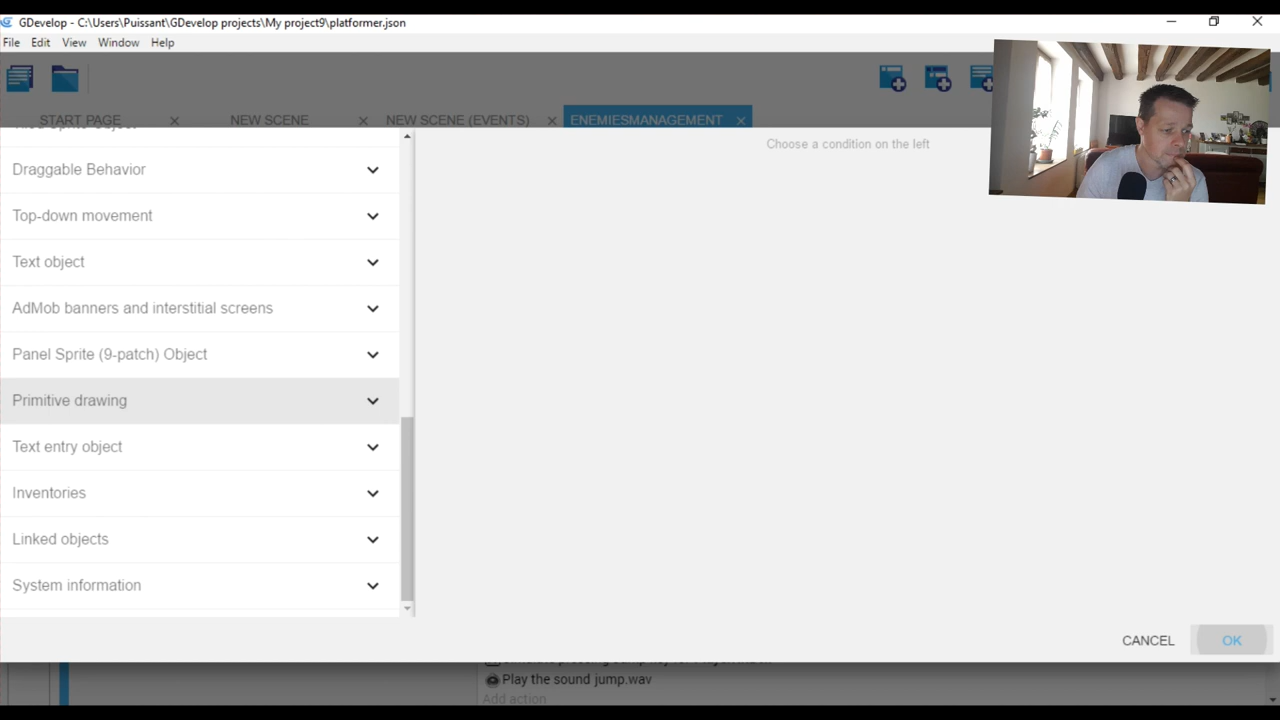 GDevelop - C:\Users\Puissant\GDevelop projects\My project9\platformer.json
File Edit View Window Help
START PAGE NEW SCENE NEW SCENE (EVENTS) ENEMIESMANAGEMENT
Choose a condition on the left
Draggable Behavior
Top-down movement
Text object
AdMob banners and interstitial screens
Panel Sprite (9-patch) Object
Primitive drawing
Text entry object
Inventories
Linked objects
System information
CANCEL OK
Play the sound jump.wav
Add action